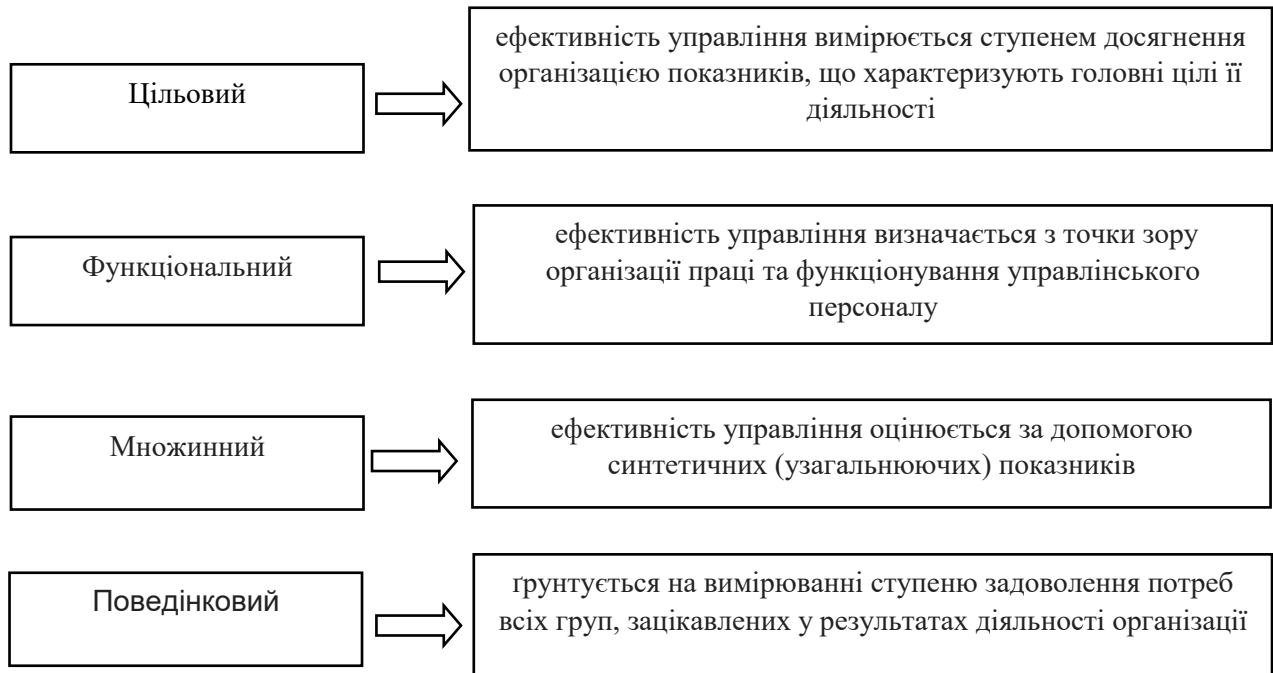 Цільовий
ефективність управління вимірюється ступенем досягнення
організацією показників, що характеризують головні цілі її
діяльності
Функціональний
ефективність управління визначається з точки зору
організації праці та функціонування управлінського
персоналу
Множинний
ефективність управління оцінюється за допомогою
синтетичних (узагальнюючих) показників
Поведінковий
ґрунтується на вимірюванні ступеню задоволення потреб
всіх груп, зацікавлених у результатах діяльності організації